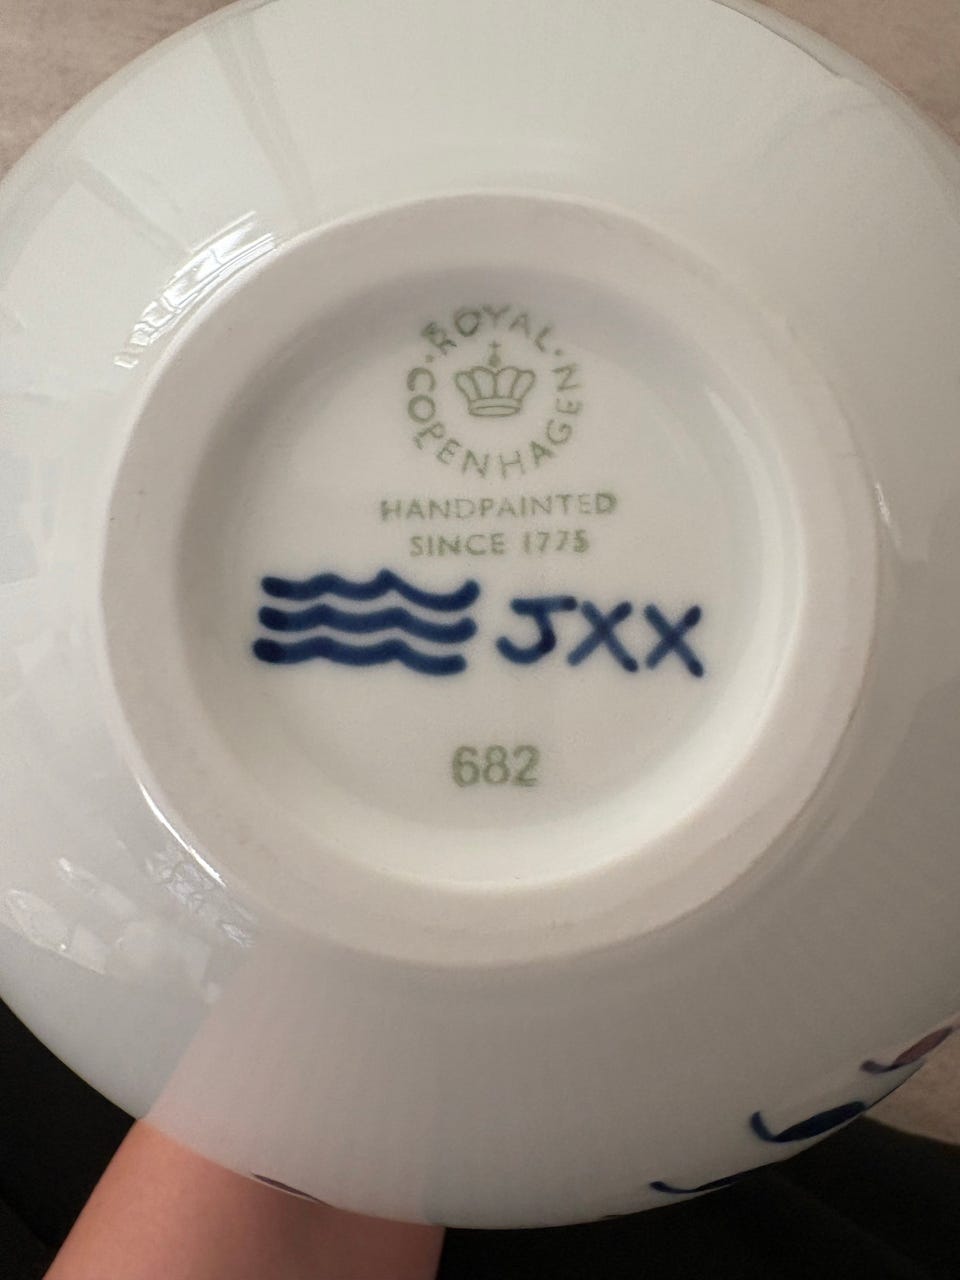 ROYAL · COPENHAGEN ·
HANDPAINTED
SINCE 1775
JXX
682